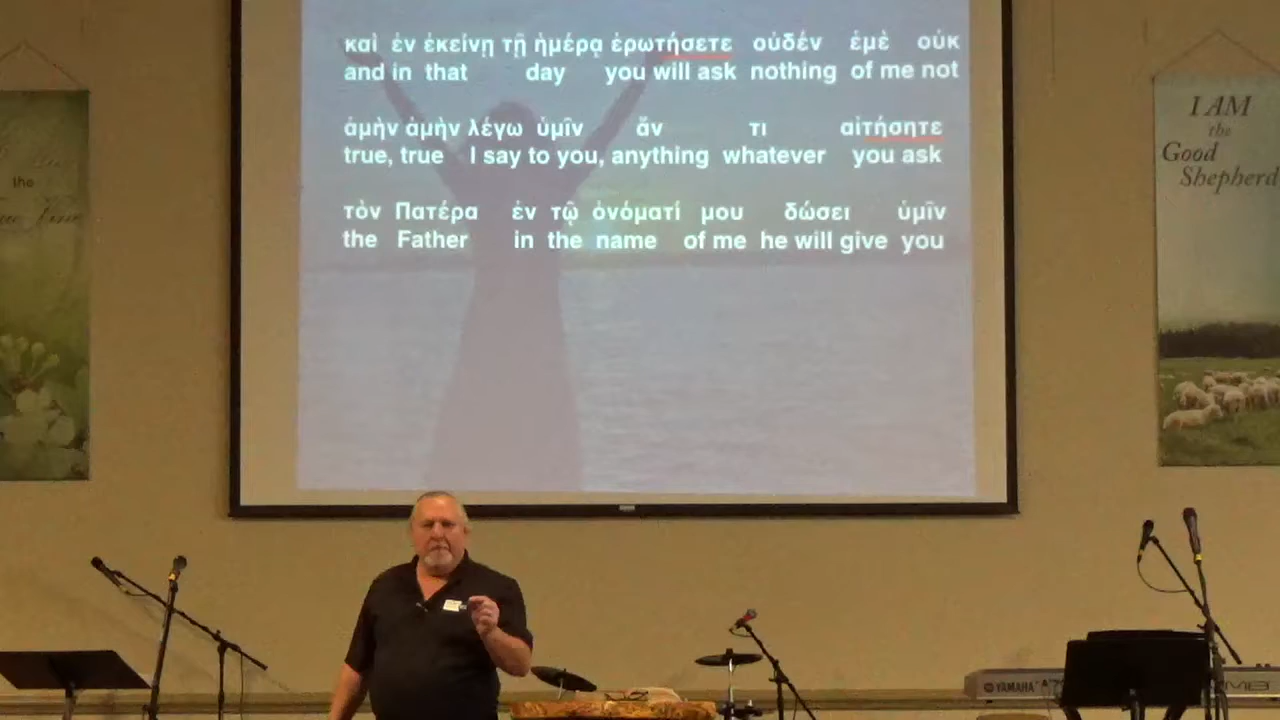 καὶ ἐν ἐκείνῃ τῇ ἡμέρᾳ ἐρωτήσετε οὐδέν ἐμὲ οὐκ
and in that day you will ask nothing of me not
ἀμὴν ἀμὴν λέγω ὑμῖν ἄν τι αἰτήσητε
true, true I say to you, anything whatever you ask
τὸν Πατέρα ἐν τῷ ὀνόματί μου δώσει ὑμῖν
the Father in the name of me he will give you
the
I AM
the
Good
Shepherd
YAMAHA